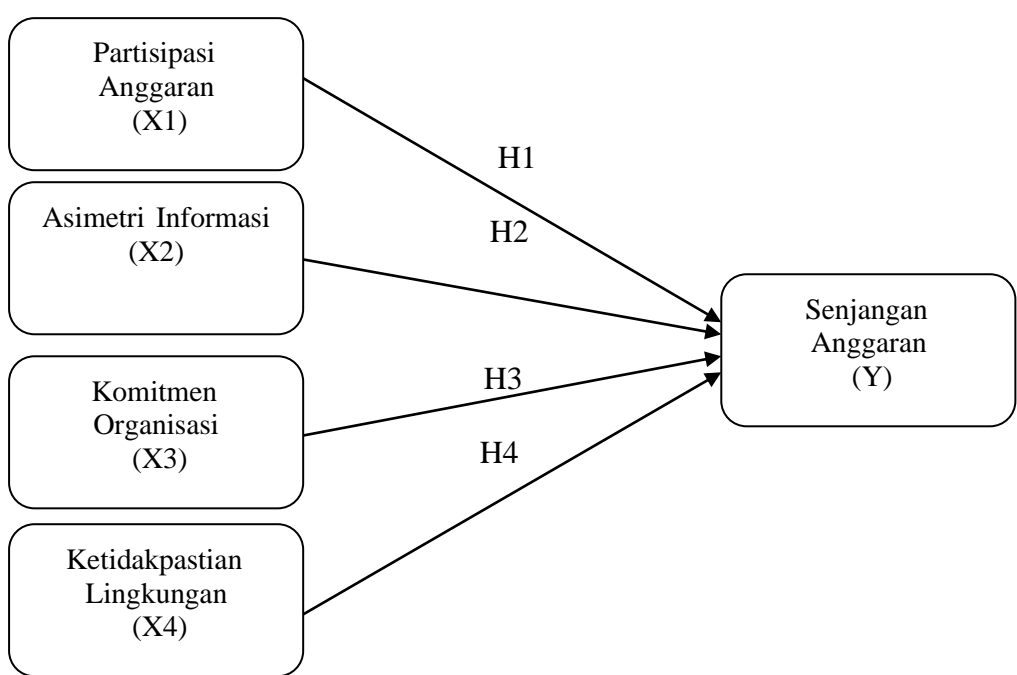 Partisipasi
Anggaran
(X1)
H1
Asimetri Informasi
(X2)
H2
Senjangan
Anggaran
(Y)
Komitmen
Organisasi
(X3)
H3
H4
Ketidakpastian
Lingkungan
(X4)